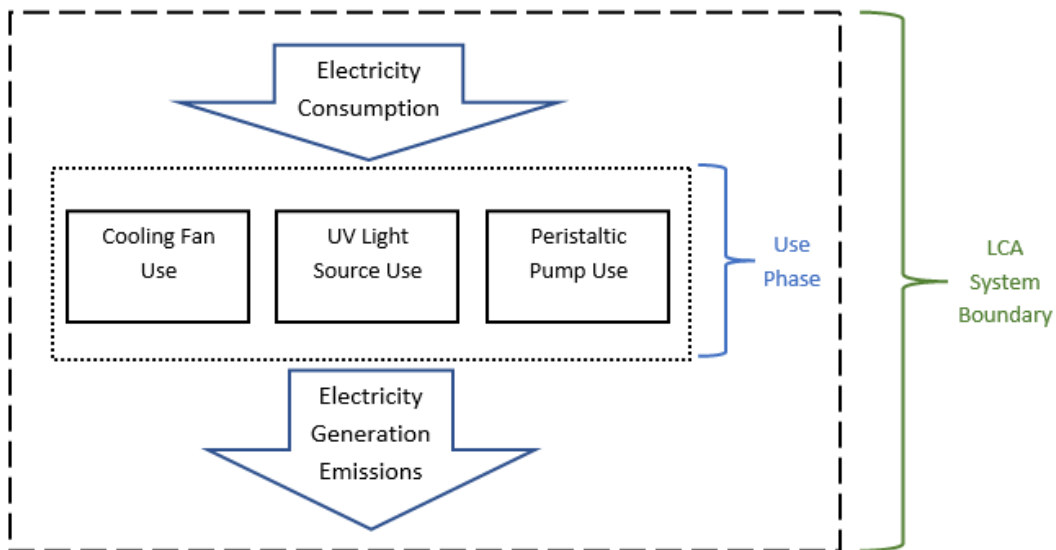 Electricity
Consumption
Cooling Fan
Use
UV Light
Source Use
Peristaltic
Pump Use
Use
Phase
LCA
System
Boundary
Electricity
Generation
Emissions